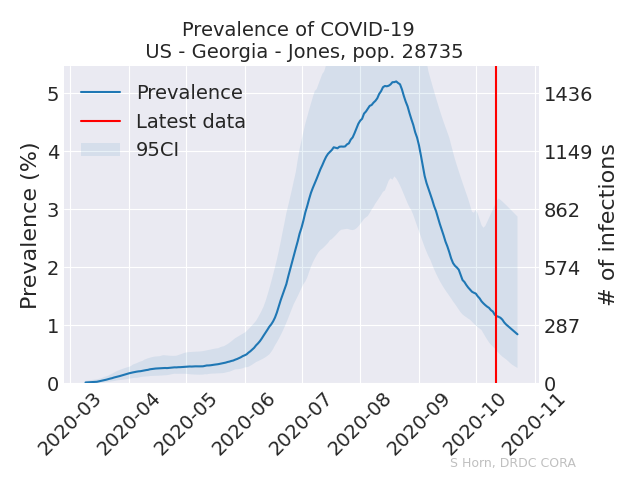 Prevalence of COVID-19
US - Georgia - Jones, pop. 28735
Prevalence
Latest data
95CI
Prevalence (%)
5
4
3
2
1
0
1436
1149
862
574
287
0
# of infections
2020-03
2020-04
2020-05
2020-06
2020-07
2020-08
2020-09
2020-10
2020-11
S Horn, DRDC CORA